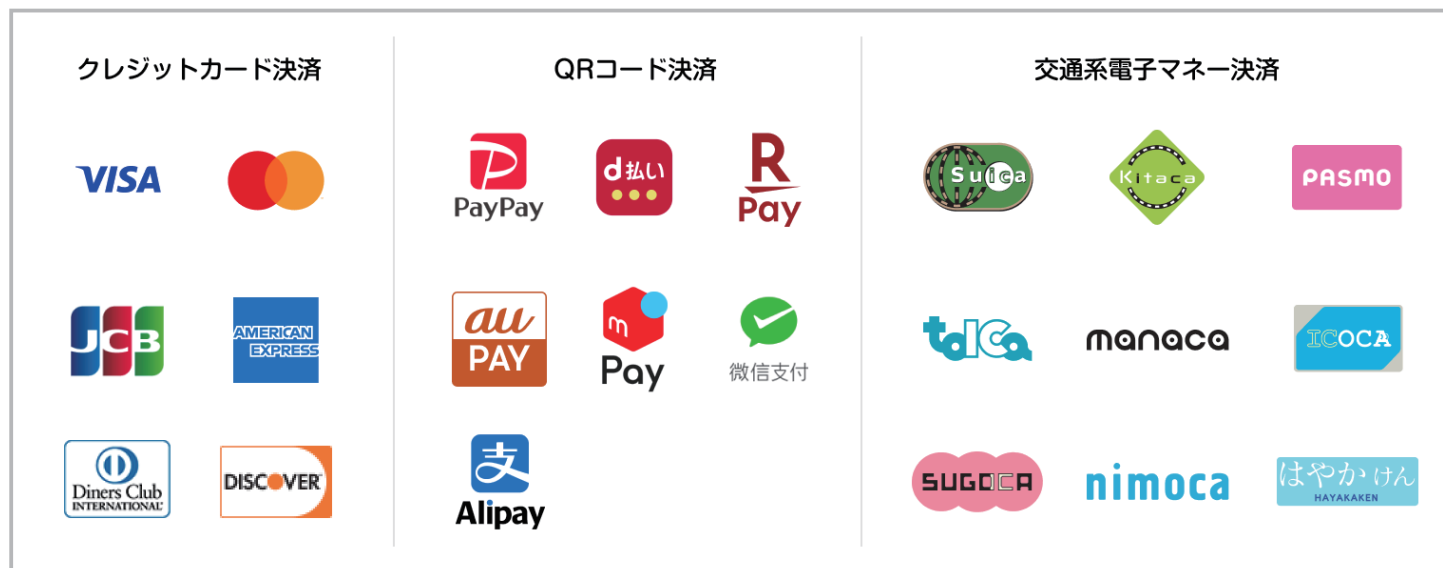 クレジットカード決済
VISA
JCB
AMERICAN
EXPRESS
Diners Club
INTERNATIONAL
DISCOVER
QRコード決済
PayPay
d払い
R
Pay
au
PAY
m
Pay
微信支付
支
Alipay
交通系電子マネー決済
Suica
Kitaca
PASMO
toICa
manaca
ICOCA
SUGOCA
nimoca
はやかけん
HAYAKAKEN